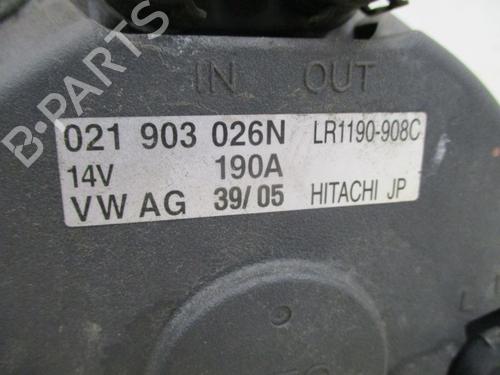 IN OUT
021 903 026N LR1190-908C
14V 190A
VW AG 39/05 HITACHI JP
B-PARTS